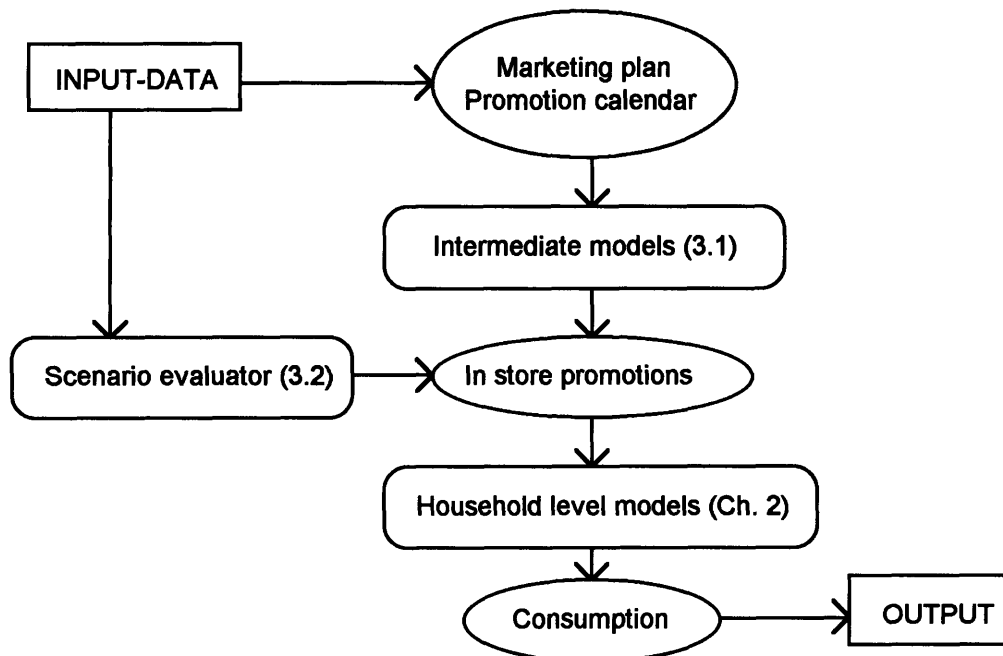 INPUT-DATA
Marketing plan
Promotion calendar
Intermediate models (3.1)
Scenario evaluator (3.2)
In store promotions
Household level models (Ch. 2)
Consumption
OUTPUT